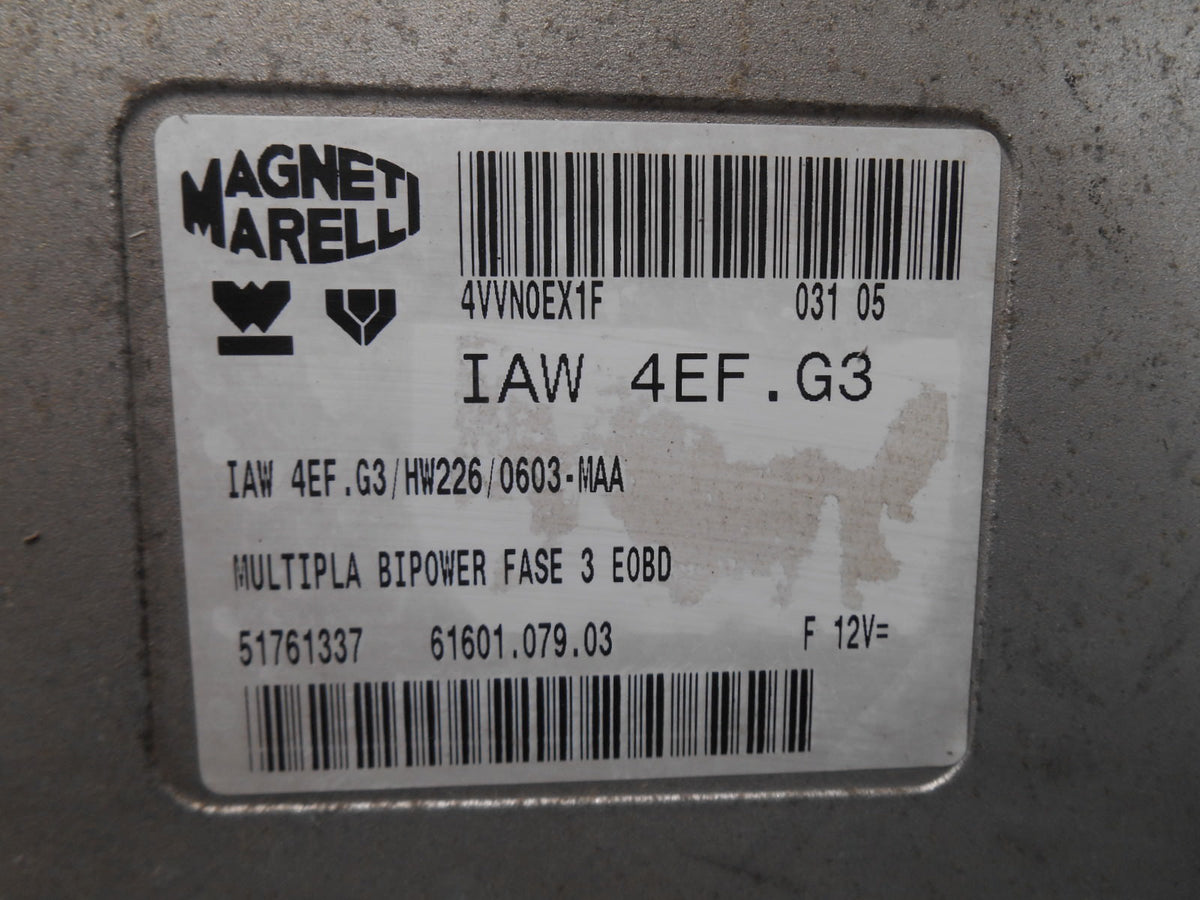 MAGNETI
MARELLI
4VVNOEX1F 031 05
IAW 4EF.G3
IAW 4EF.G3/HW226/0603-MAA
MULTIPLA BIPOWER FASE 3 EOBD
51761337 61601.079.03 F 12V=